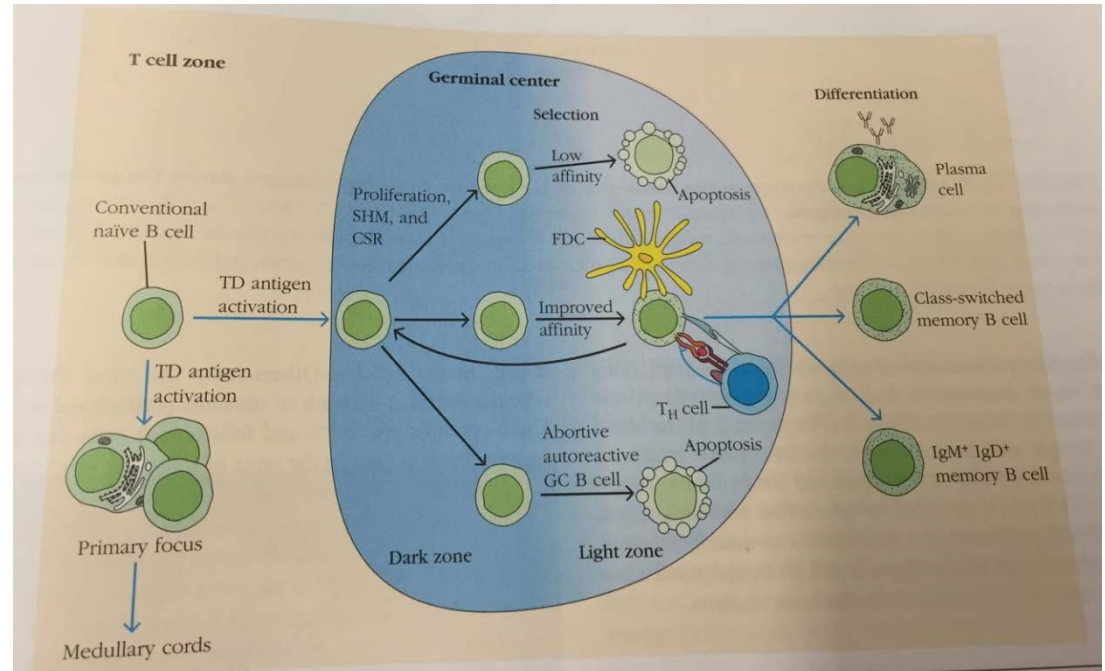 T cell zone
Conventional
naïve B cell
TD antigen
activation
TD antigen
activation
Primary focus
Medullary cords
Germinal center
Selection
Proliferation,
SHM, and
CSR
Low
affinity
Apoptosis
FDC
Improved
affinity
TH cell
Abortive
autoreactive
GC B cell
Apoptosis
Dark zone
Light zone
Differentiation
Plasma
cell
Class-switched
memory B cell
IgM⁺ IgD⁺
memory B cell